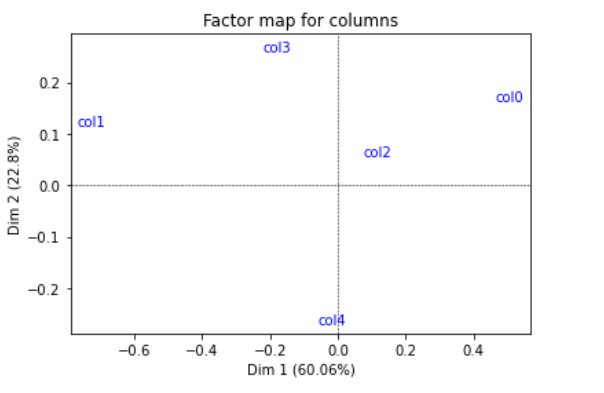 Factor map for columns
col3
0.2
col0
col1
0.1
col2
0.0
Dim 2 (22.8%)
−0.1
−0.2
col4
−0.6
−0.4
−0.2
0.0
0.2
0.4
Dim 1 (60.06%)